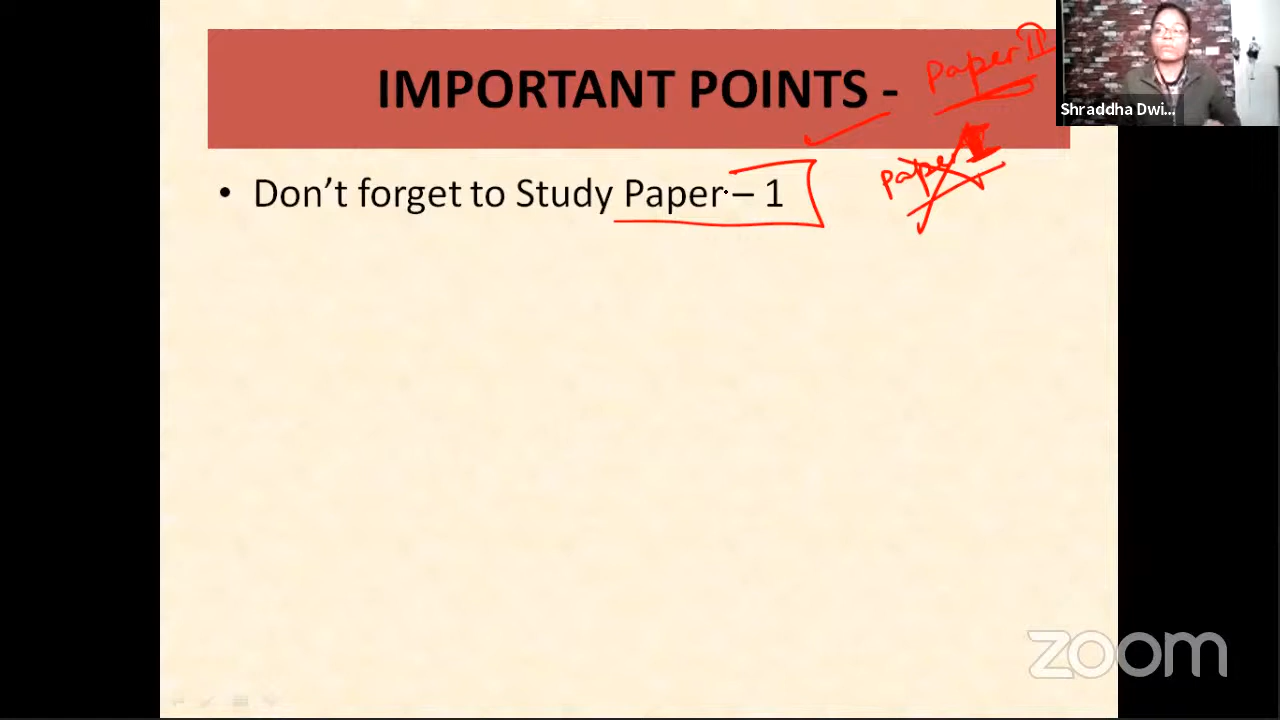 IMPORTANT POINTS -
Paper II
Shraddha Dwi...
Paper I
• Don’t forget to Study Paper – 1
zoom